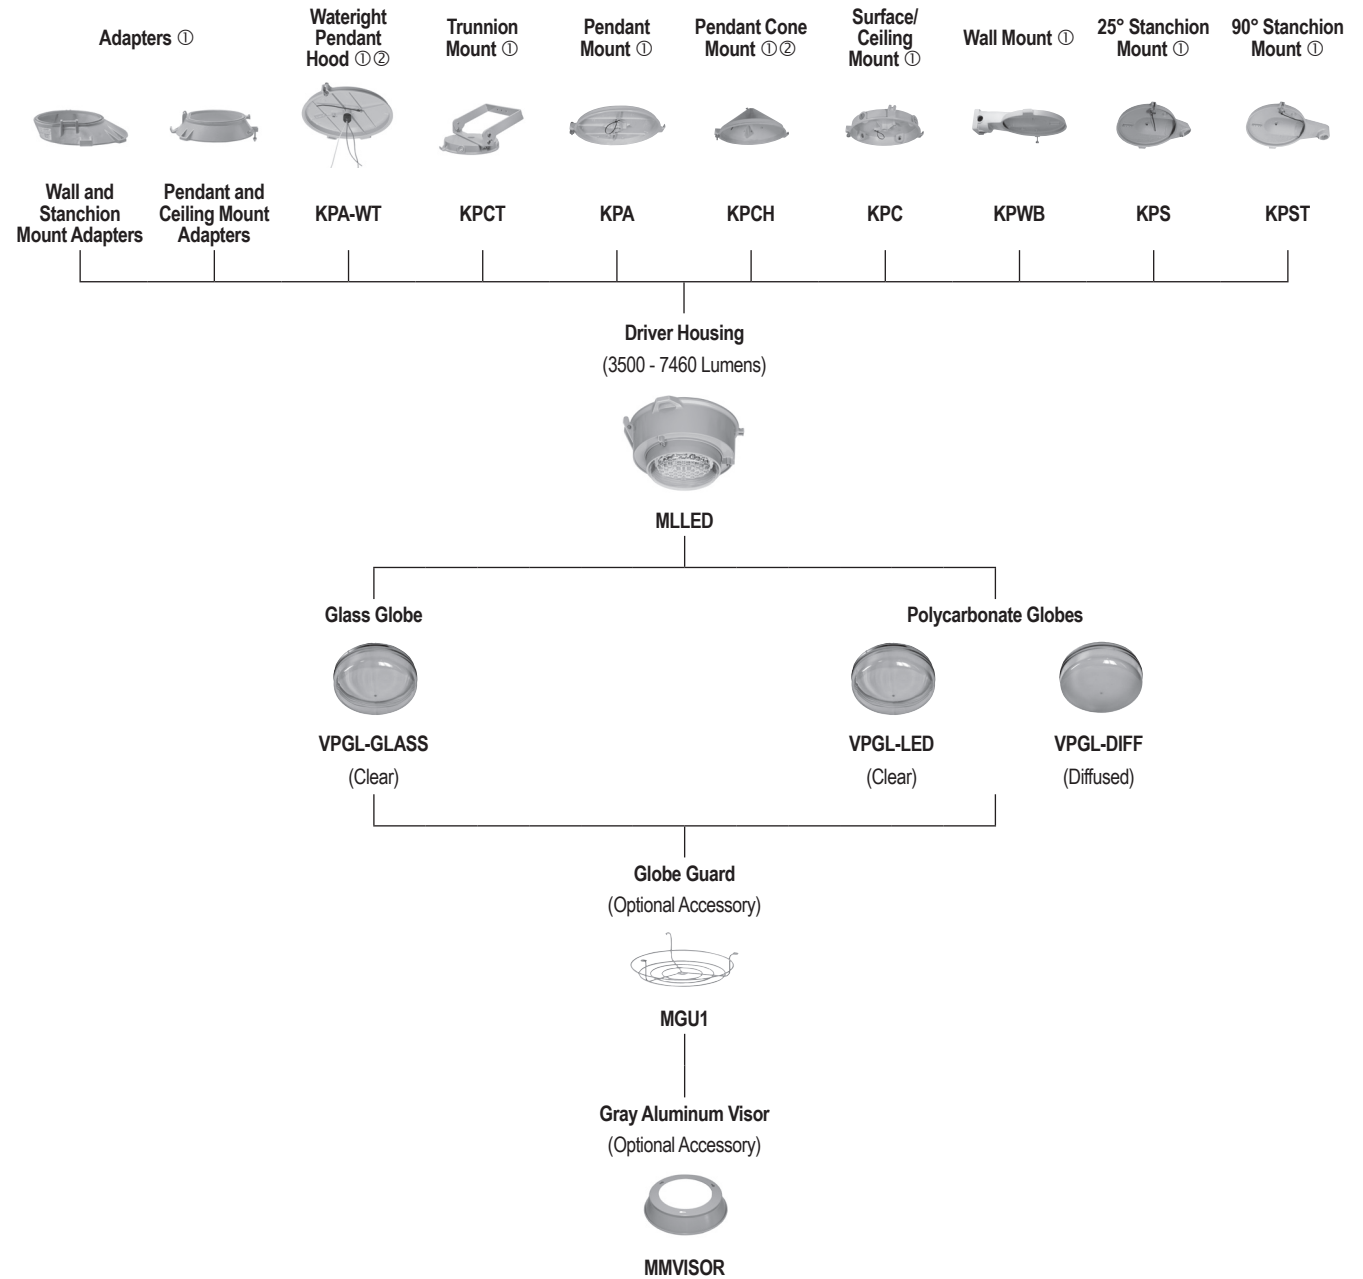 Adapters ①
Wateright
Pendant
Hood ①②
Trunnion
Mount ①
Pendant
Mount ①
Pendant Cone
Mount ①②
Surface/
Ceiling
Mount ①
Wall Mount ①
25° Stanchion
Mount ①
90° Stanchion
Mount ①
Wall and
Stanchion
Mount Adapters
Pendant and
Ceiling Mount
Adapters
KPA-WT
KPCT
KPA
KPCH
KPC
KPWB
KPS
KPST
Driver Housing
(3500 - 7460 Lumens)
MLLED
Glass Globe
Polycarbonate Globes
VPGL-GLASS
(Clear)
VPGL-LED
(Clear)
VPGL-DIFF
(Diffused)
Globe Guard
(Optional Accessory)
MGU1
Gray Aluminum Visor
(Optional Accessory)
MMVISOR